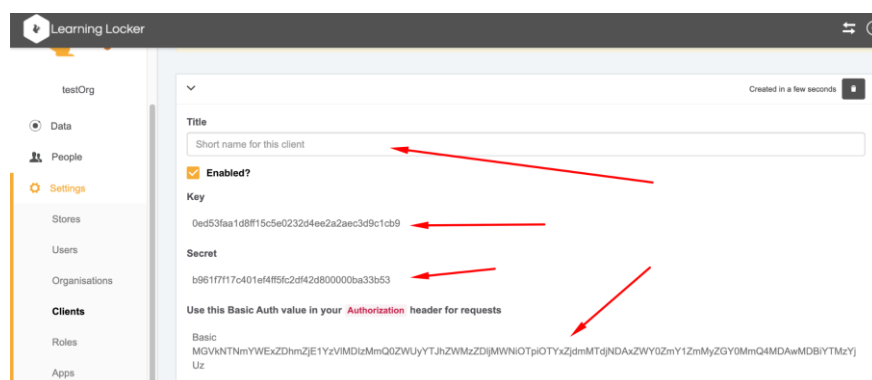 Learning Locker
testOrg
Created in a few seconds
Data
Title
Short name for this client
People
Enabled?
Settings
Key
Stores
0ed53faa1d8ff15c5e0232d4ee2a2aec3d9c1cb9
Users
Secret
Organisations
b961f7f17c401ef4ff5fc2df42d800000ba33b53
Clients
Use this Basic Auth value in your Authorization header for requests
Roles
Basic
MGVkNTNmYWExZDhmZjE1YzVlMDIzMmQ0ZWUyYTJhZWMzZDljMWNiOTpiOTYxZjdmMTdjNDAxZWY0ZmY1ZmMyZGY0MmQ4MDAwMDBiYTMzYj
Uz
Apps